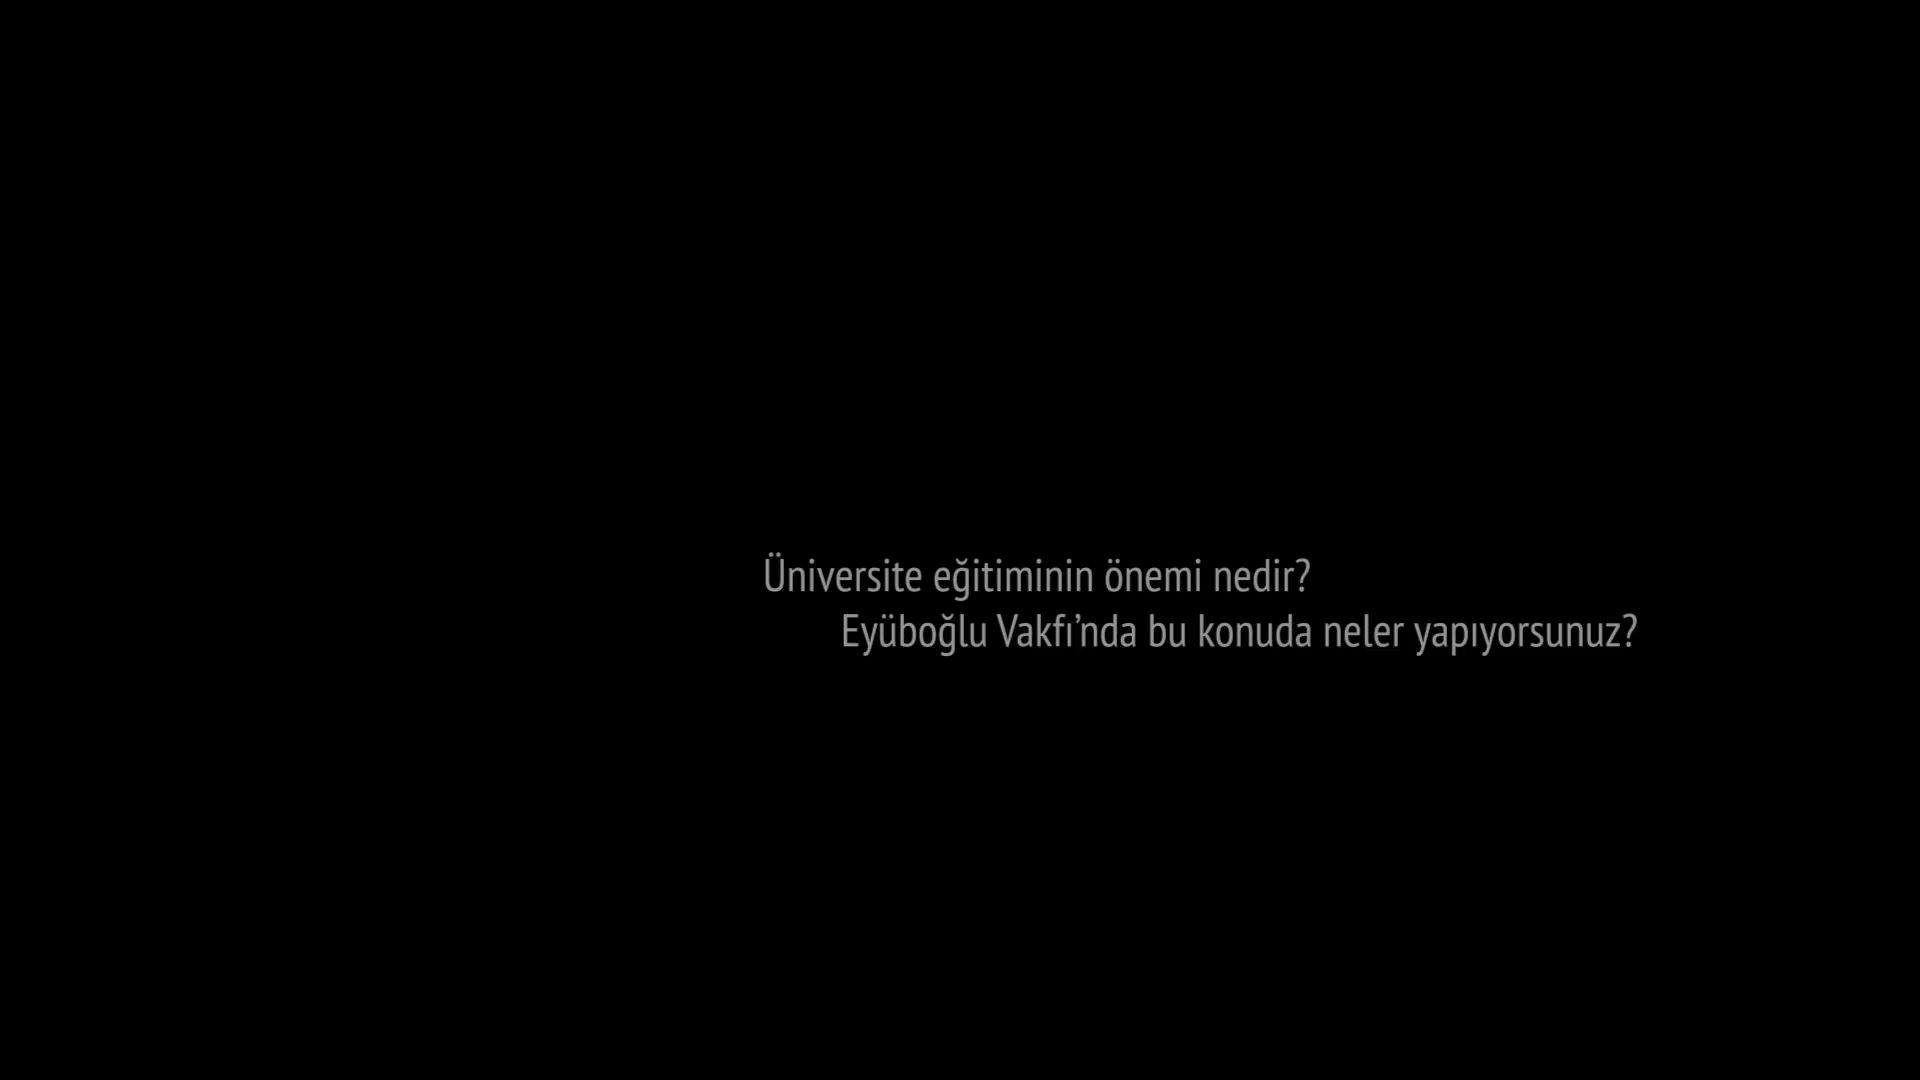 Üniversite eğitiminin önemi nedir?
Eyüboğlu Vakfı’nda bu konuda neler yapıyorsunuz?